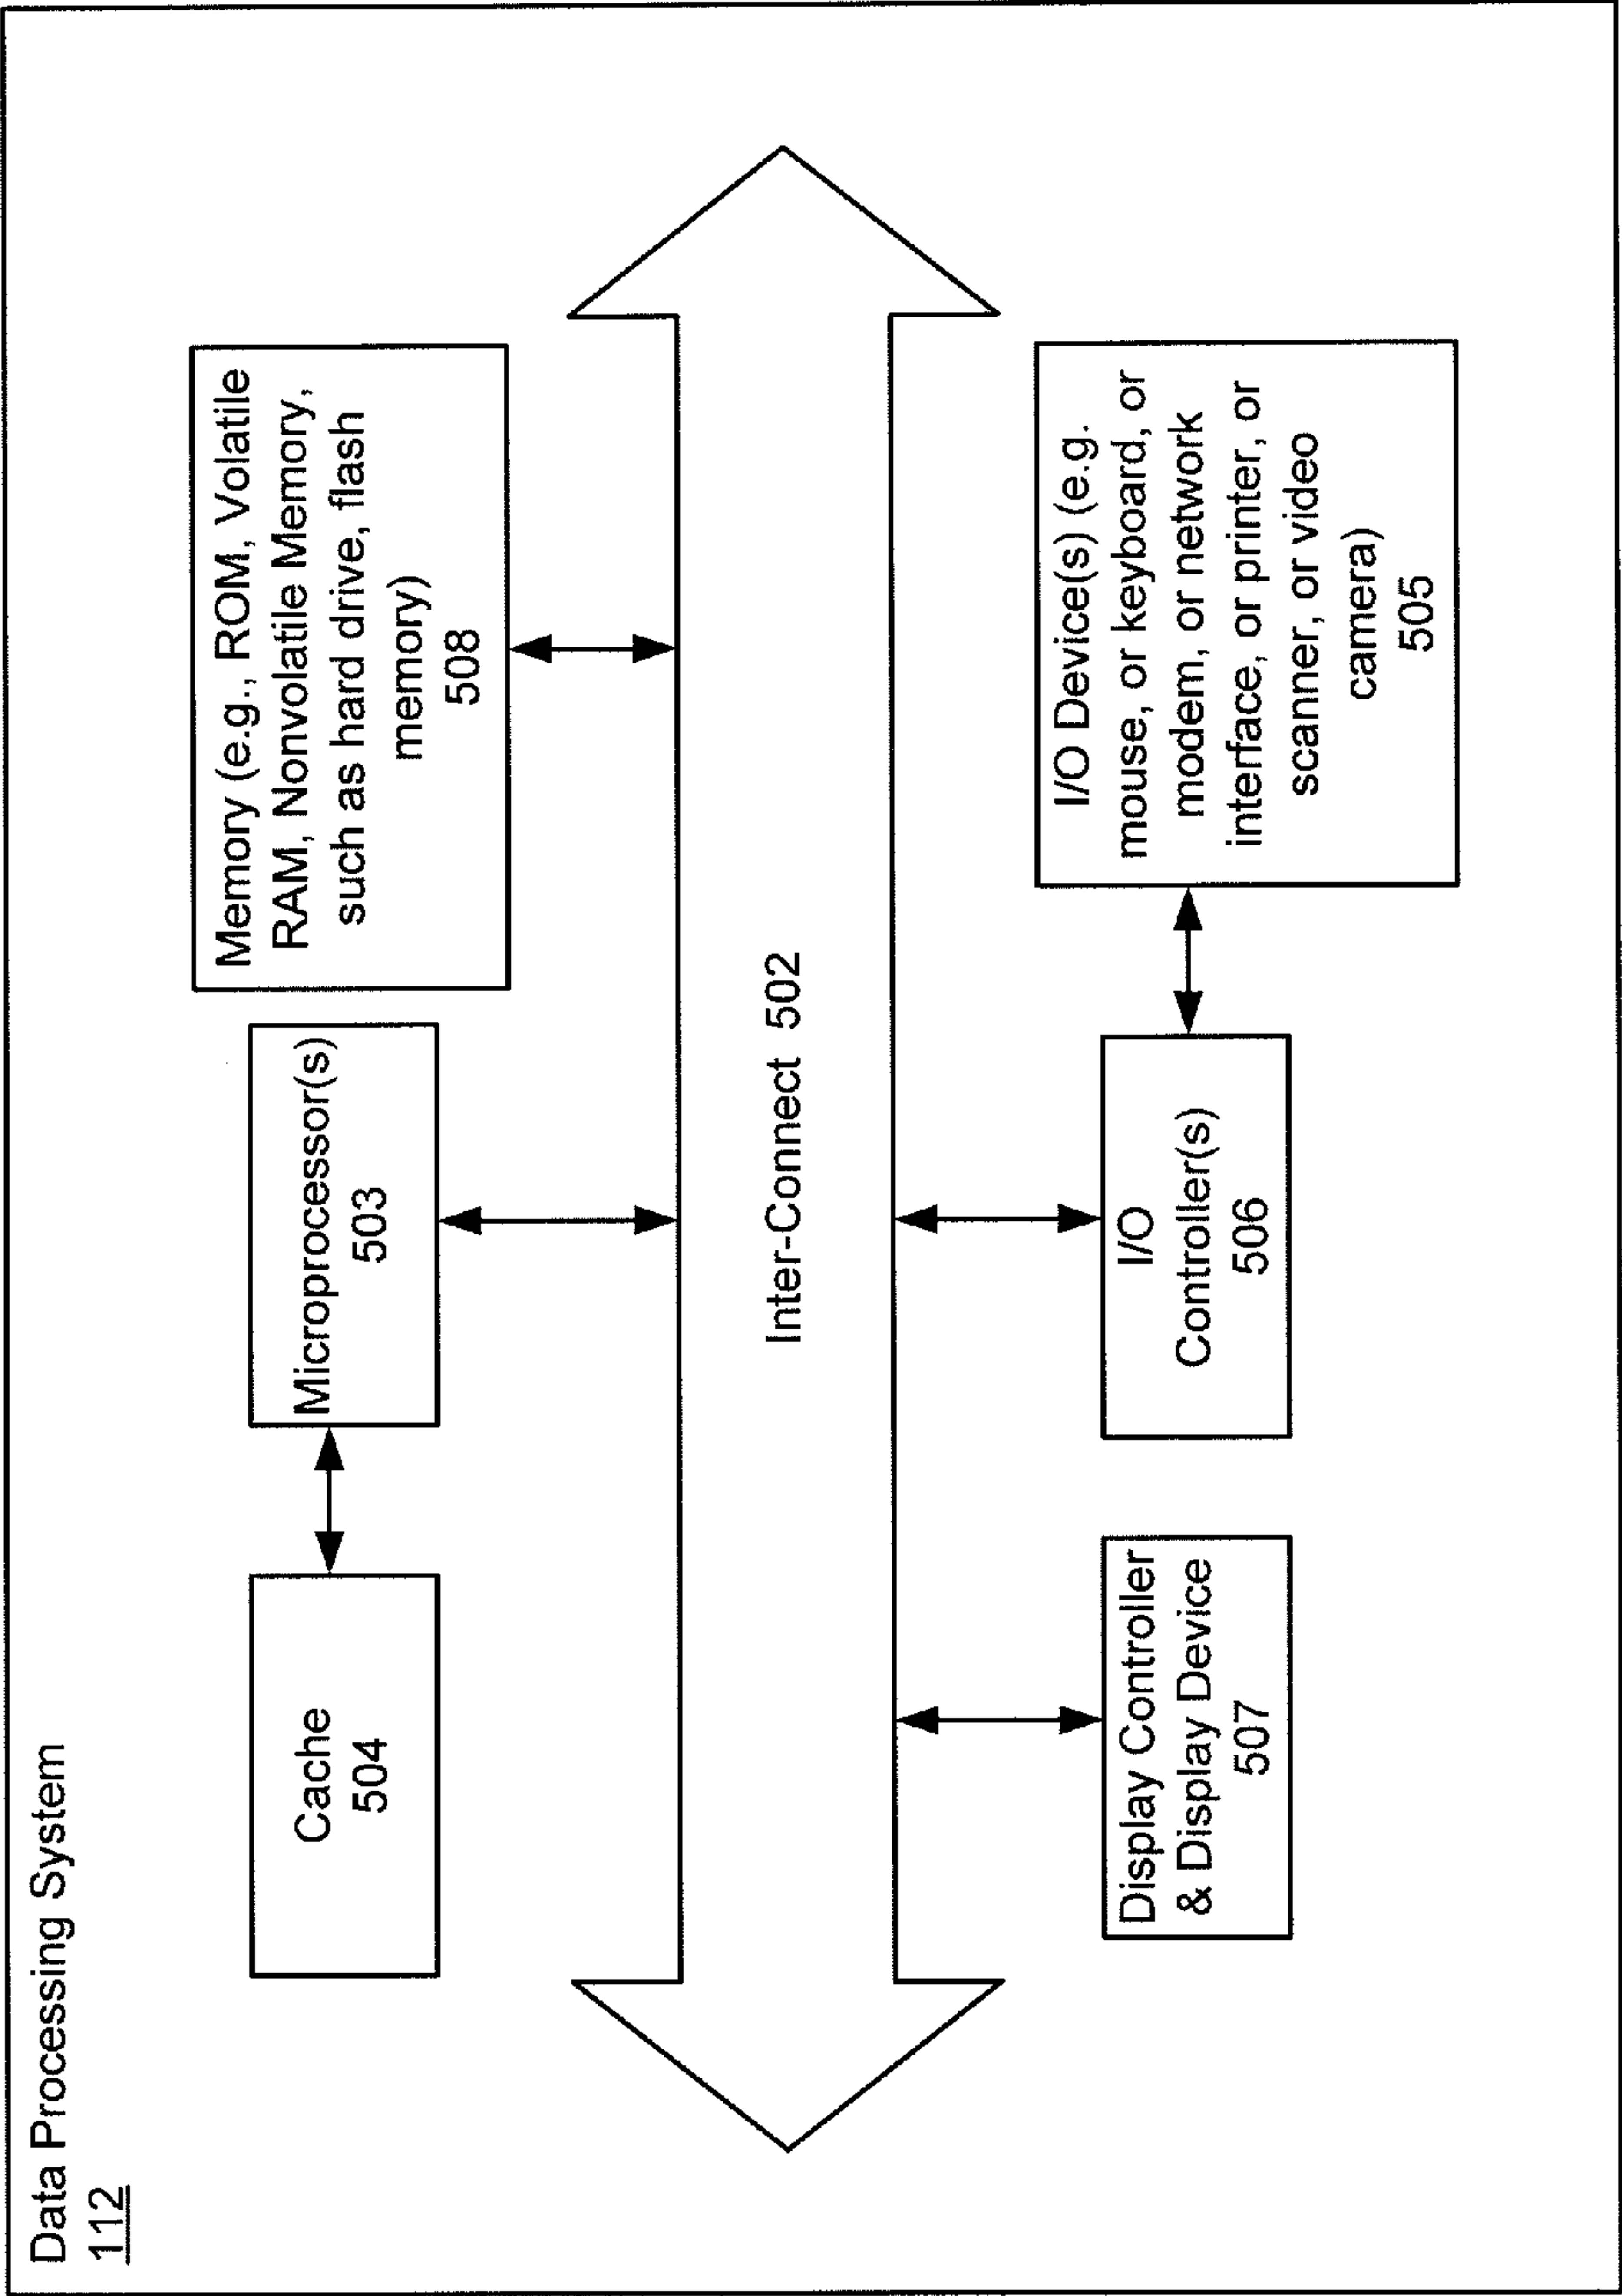 Data Processing System
112
Cache
504
Microprocessor(s)
503
Memory (e.g., ROM, Volatile
RAM, Nonvolatile Memory,
such as hard drive, flash
memory)
508
Inter-Connect 502
Display Controller
& Display Device
507
I/O
Controller(s)
506
I/O Device(s) (e.g.
mouse, or keyboard, or
modem, or network
interface, or printer, or
scanner, or video
camera)
505